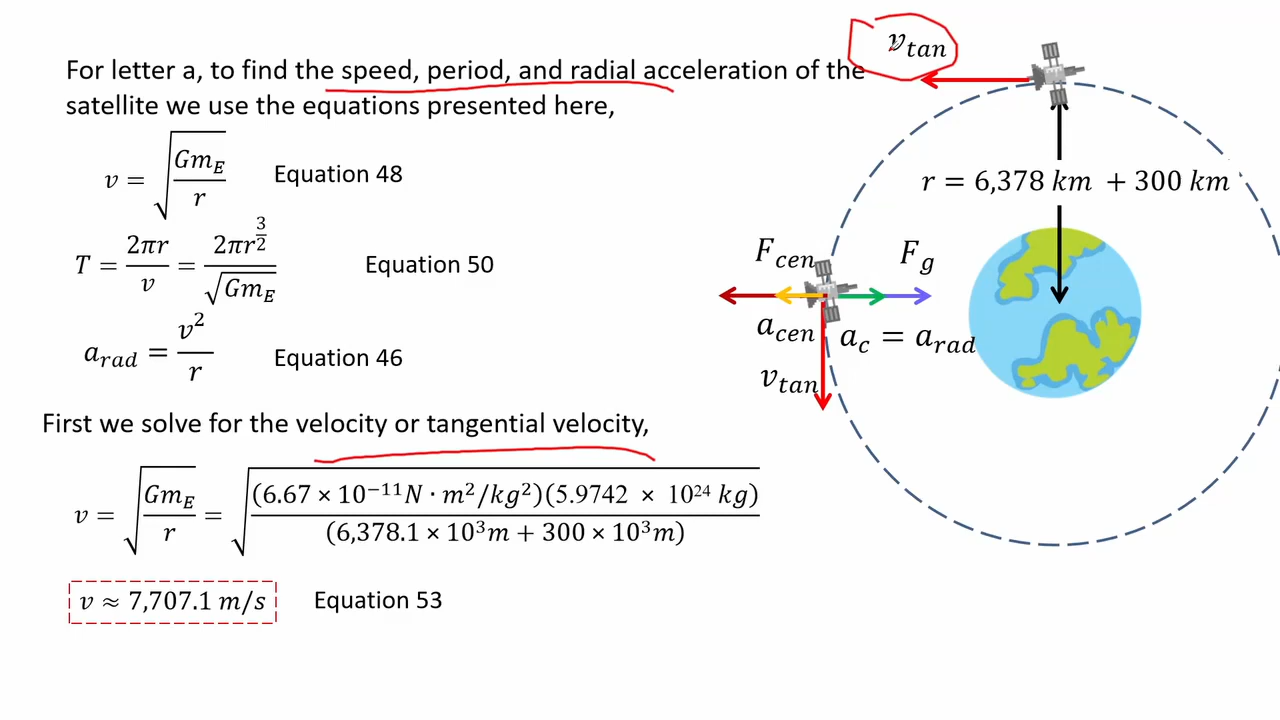 For letter a, to find the speed, period, and radial acceleration of the
satellite we use the equations presented here,
v = √(Gm_E / r) Equation 48
T = 2πr / v = 2πr^(3/2) / √(Gm_E) Equation 50
a_rad = v² / r Equation 46
First we solve for the velocity or tangential velocity,
v = √(Gm_E / r) = √((6.67 × 10⁻¹¹ N · m²/kg²)(5.9742 × 10²⁴ kg) / (6,378.1 × 10³m + 300 × 10³m))
v ≈ 7,707.1 m/s Equation 53
v_tan
r = 6,378 km + 300 km
F_cen F_g
a_cen a_c = a_rad
v_tan